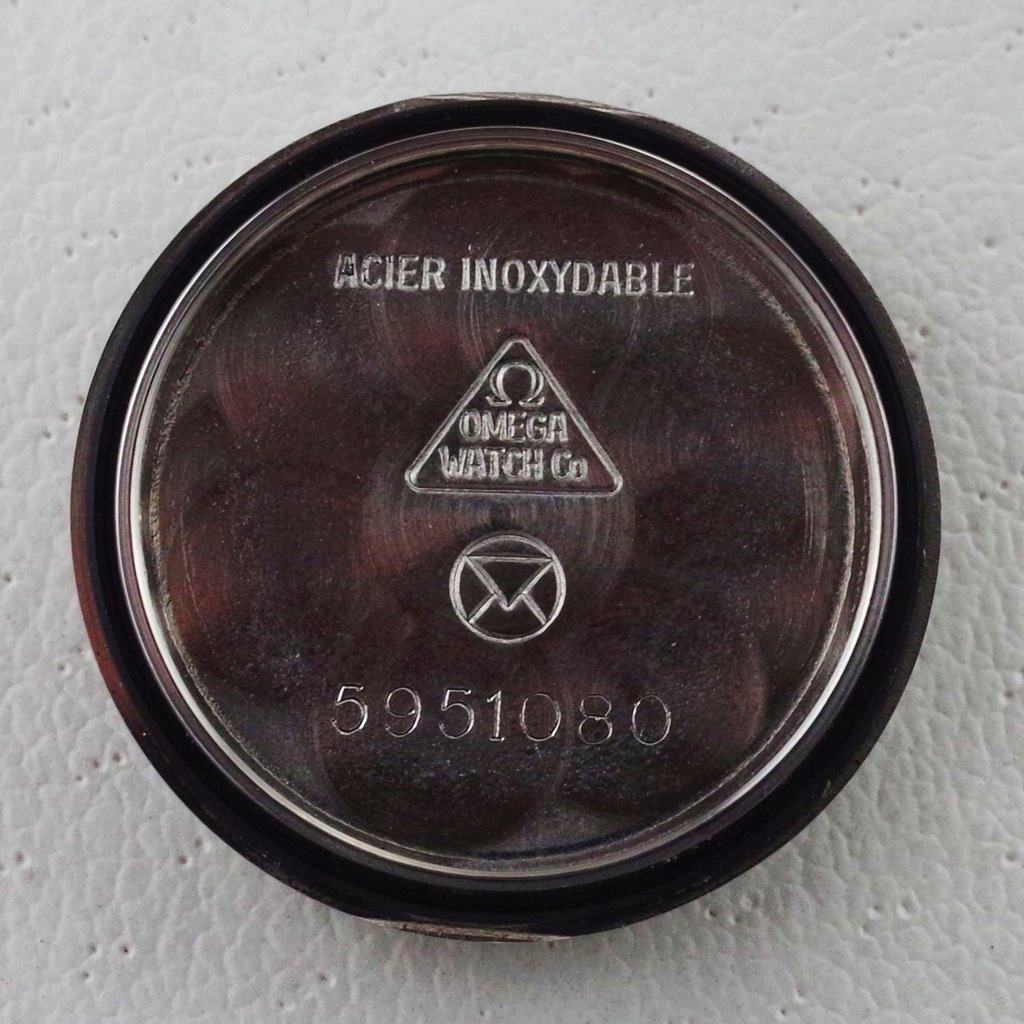 ACIER INOXYDABLE
Ω
OMEGA
WATCH Co
5951080